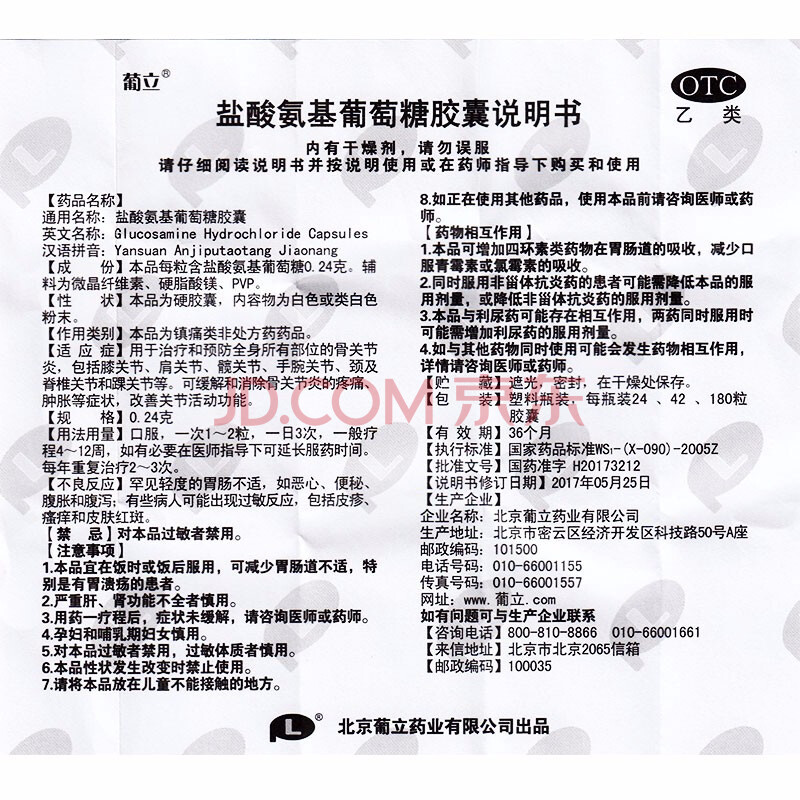 葡立®
OTC
乙类
盐酸氨基葡萄糖胶囊说明书
内有干燥剂，请勿误服
请仔细阅读说明书并按说明使用或在药师指导下购买和使用
【药品名称】
通用名称：盐酸氨基葡萄糖胶囊
英文名称：Glucosamine Hydrochloride Capsules
汉语拼音：Yansuan Anjiputaotang Jiaonang
【成　份】本品每粒含盐酸氨基葡萄糖0.24克。辅
料为微晶纤维素、硬脂酸镁、PVP。
【性　状】本品为硬胶囊，内容物为白色或类白色
粉末。
【作用类别】本品为镇痛类非处方药药品。
【适应症】用于治疗和预防全身所有部位的骨关节
炎，包括膝关节、肩关节、髋关节、手腕关节、颈及
脊椎关节和踝关节等。可缓解和消除骨关节炎的疼痛、
肿胀等症状，改善关节活动功能。
【规　格】0.24克
【用法用量】口服，一次1～2粒，一日3次，一般疗
程4～12周，如有必要在医师指导下可延长服药时间。
每年重复治疗2～3次。
【不良反应】罕见轻度的胃肠不适，如恶心、便秘、
腹胀和腹泻；有些病人可能出现过敏反应，包括皮疹、
瘙痒和皮肤红斑。
【禁　忌】对本品过敏者禁用。
【注意事项】
1.本品宜在饭时或饭后服用，可减少胃肠道不适，特
别是有胃溃疡的患者。
2.严重肝、肾功能不全者慎用。
3.用药一疗程后，症状未缓解，请咨询医师或药师。
4.孕妇和哺乳期妇女慎用。
5.对本品过敏者禁用，过敏体质者慎用。
6.本品性状发生改变时禁止使用。
7.请将本品放在儿童不能接触的地方。
8.如正在使用其他药品，使用本品前请咨询医师或药
师。
【药物相互作用】
1.本品可增加四环素类药物在胃肠道的吸收，减少口
服青霉素或氯霉素的吸收。
2.同时服用非甾体抗炎药的患者可能需降低本品的服
用剂量，或降低非甾体抗炎药的服用剂量。
3.本品与利尿药可能存在相互作用，两药同时服用时
可能需增加利尿药的服用剂量。
4.如与其他药物同时使用可能会发生药物相互作用，
详情请咨询医师或药师。
【贮　藏】遮光，密封，在干燥处保存。
【包　装】塑料瓶装，每瓶装24、42、180粒
胶囊
【有效期】36个月
【执行标准】国家药品标准WS₁-(X-090)-2005Z
【批准文号】国药准字 H20173212
【说明书修订日期】2017年05月25日
【生产企业】
企业名称：北京葡立药业有限公司
生产地址：北京市密云区经济开发区科技路50号A座
邮政编码：101500
电话号码：010-66001155
传真号码：010-66001557
网址：www.葡立.com
如有问题可与生产企业联系
【咨询电话】800-810-8866 010-66001661
【来信地址】北京市北京2065信箱
【邮政编码】100035
JD.COM 京东
L® 北京葡立药业有限公司出品